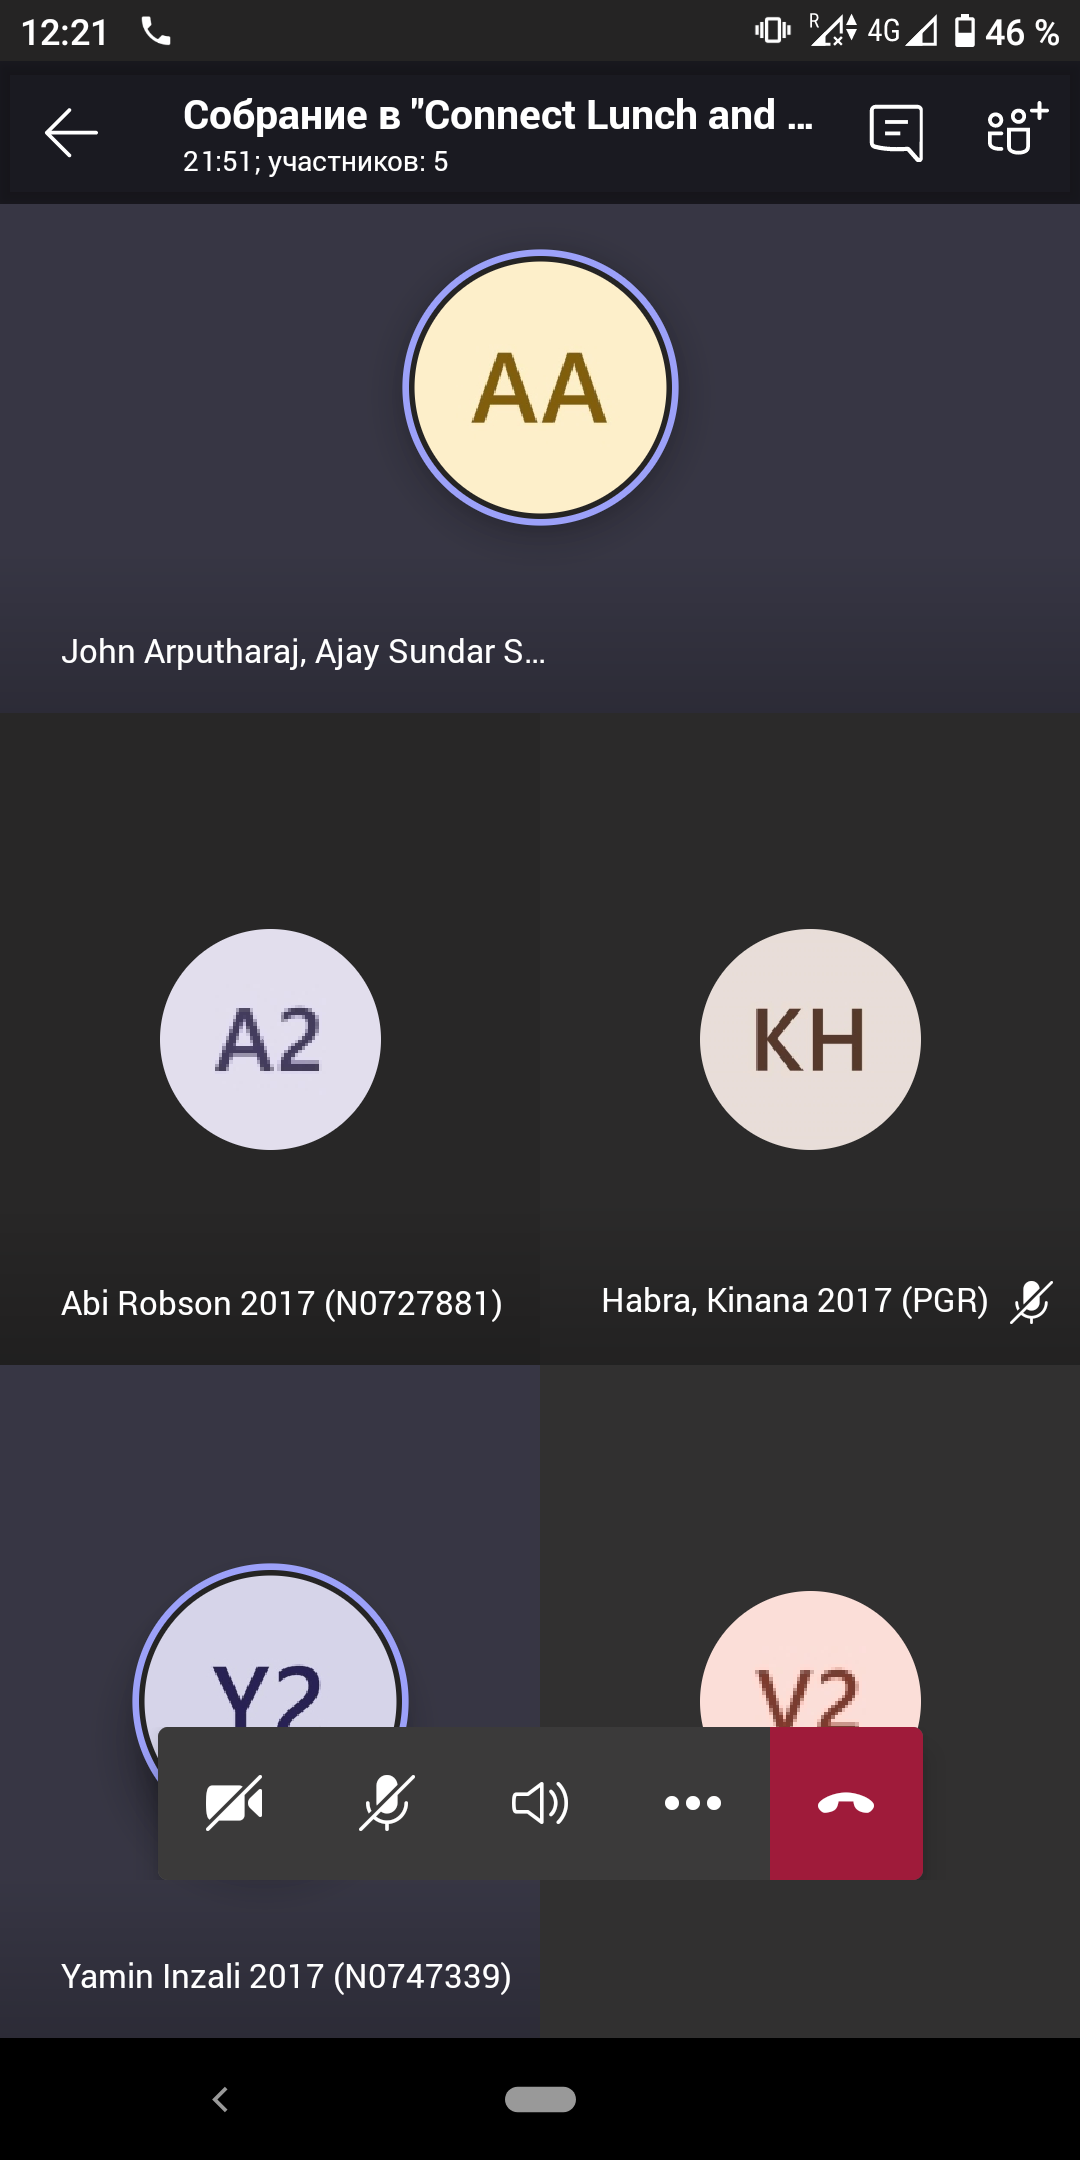 12:21 R 4G 46 %
Собрание в "Connect Lunch and ...
21:51; участников: 5
AA
John Arputharaj, Ajay Sundar S...
A2 KH
Abi Robson 2017 (N0727881) Habra, Kinana 2017 (PGR)
Y2 V2
Yamin Inzali 2017 (N0747339)